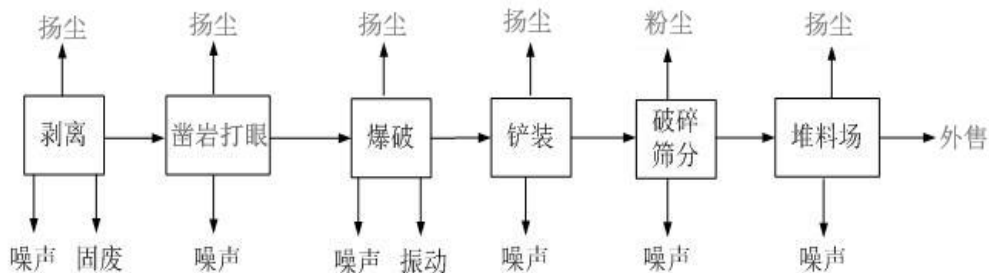 扬尘 扬尘 扬尘 扬尘 粉尘 扬尘
剥离 凿岩打眼 爆破 铲装 破碎 堆料场 外售
筛分
噪声 固废 噪声 噪声 振动 噪声 噪声 噪声